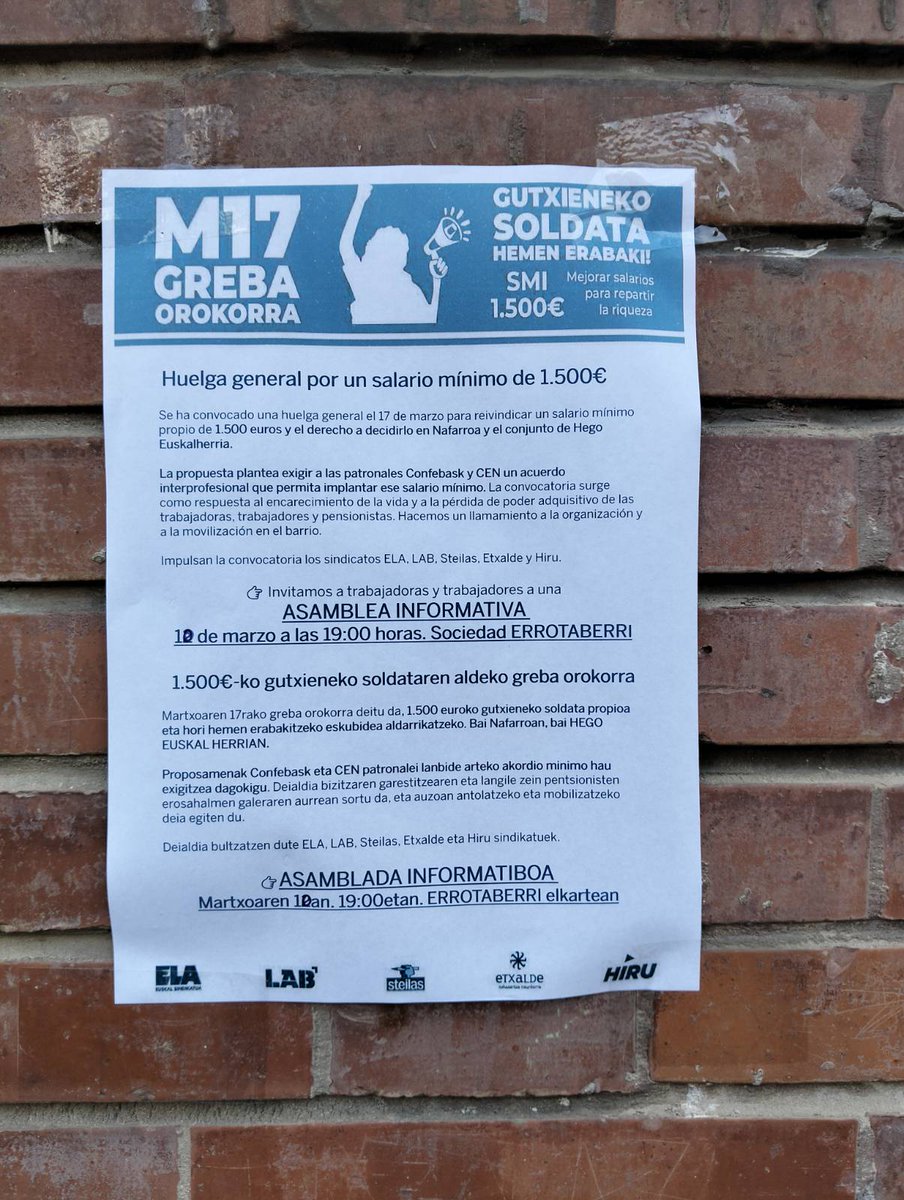 M17
GREBA
OROKORRA
GUTXIENEKO
SOLDATA
HEMEN ERABAKI!
SMI
1.500€
Mejorar salarios
para repartir
la riqueza
Huelga general por un salario mínimo de 1.500€
Se ha convocado una huelga general el 17 de marzo para reivindicar un salario mínimo
propio de 1.500 euros y el derecho a decidirlo en Nafarroa y el conjunto de Hego
Euskalherria.
La propuesta plantea exigir a las patronales Confebask y CEN un acuerdo
interprofesional que permita implantar ese salario mínimo. La convocatoria surge
como respuesta al encarecimiento de la vida y a la pérdida de poder adquisitivo de las
trabajadoras, trabajadores y pensionistas. Hacemos un llamamiento a la organización y
a la movilización en el barrio.
Impulsan la convocatoria los sindicatos ELA, LAB, Steilas, Etxalde y Hiru.
Invitamos a trabajadoras y trabajadores a una
ASAMBLEA INFORMATIVA
12 de marzo a las 19:00 horas. Sociedad ERROTABERRI
1.500€-ko gutxieneko soldataren aldeko greba orokorra
Martxoaren 17rako greba orokorra deitu da, 1.500 euroko gutxieneko soldata propioa
eta hori hemen erabakitzeko eskubidea aldarrikatzeko. Bai Nafarroan, bai HEGO
EUSKAL HERRIAN.
Proposamenak Confebask eta CEN patronalei lanbide arteko akordio minimo hau
exigitzea dagokigu. Deialdia bizitzaren garestitzearen eta langile zein pentsionisten
erosahalmen galeraren aurrean sortu da, eta auzoan antolatzeko eta mobilizatzeko
deia egiten du.
Deialdia bultzatzen dute ELA, LAB, Steilas, Etxalde eta Hiru sindikatuek.
ASAMBLADA INFORMATIBOA
Martxoaren 12an. 19:00etan. ERROTABERRI elkartean
ELA
EUSKAL SINDIKATUA
LAB
steilas
etxalde
HIRU